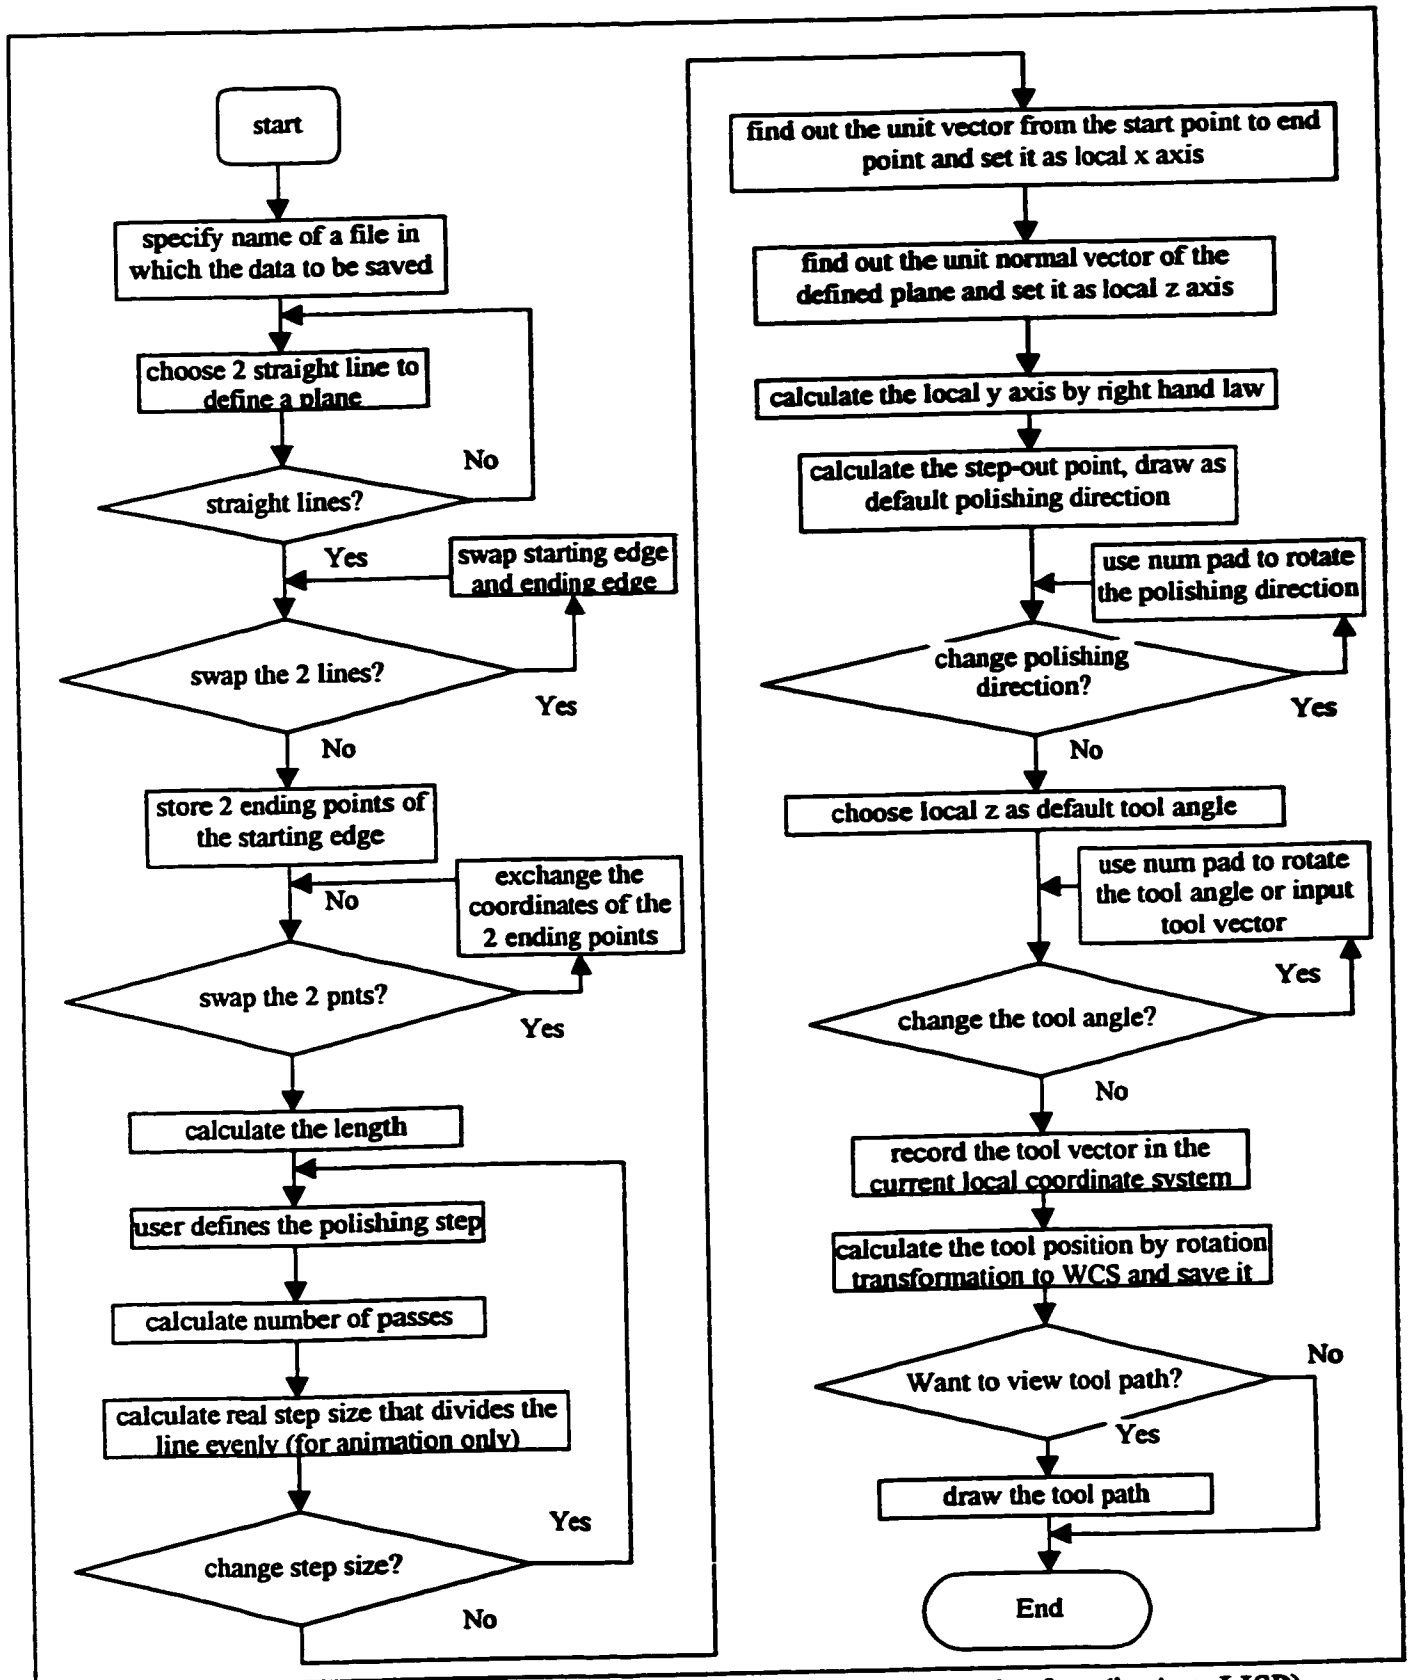 start
specify name of a file in
which the data to be saved
choose 2 straight line to
define a plane
No
straight lines?
Yes
swap starting edge
and ending edge
swap the 2 lines?
Yes
No
store 2 ending points of
the starting edge
exchange the
coordinates of the
2 ending points
No
swap the 2 pnts?
Yes
calculate the length
user defines the polishing step
calculate number of passes
calculate real step size that divides the
line evenly (for animation only)
Yes
change step size?
No
find out the unit vector from the start point to end
point and set it as local x axis
find out the unit normal vector of the
defined plane and set it as local z axis
calculate the local y axis by right hand law
calculate the step-out point, draw as
default polishing direction
use num pad to rotate
the polishing direction
change polishing
direction?
Yes
No
choose local z as default tool angle
use num pad to rotate
the tool angle or input
tool vector
Yes
change the tool angle?
No
record the tool vector in the
current local coordinate system
calculate the tool position by rotation
transformation to WCS and save it
No
Want to view tool path?
Yes
draw the tool path
End
LISP)